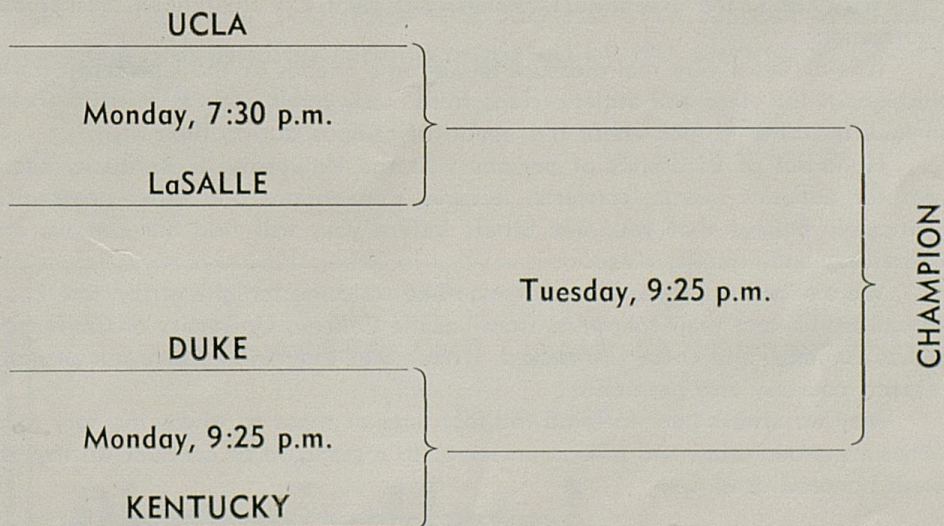 UCLA
Monday, 7:30 p.m.
LaSALLE
Tuesday, 9:25 p.m.
CHAMPION
DUKE
Monday, 9:25 p.m.
KENTUCKY